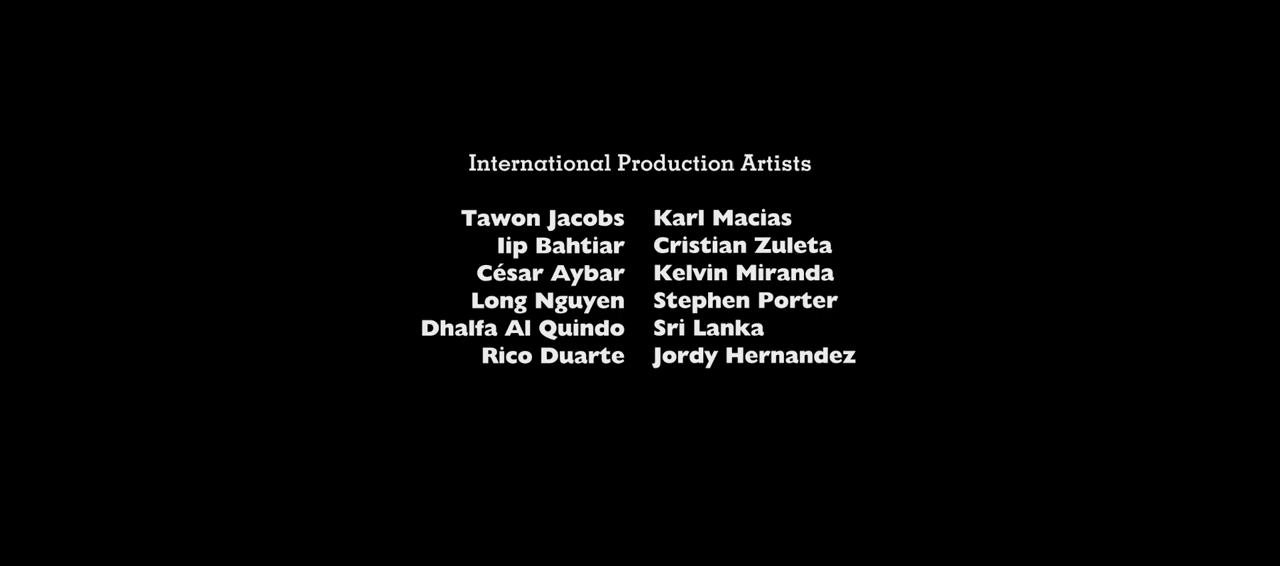 International Production Artists
Tawon Jacobs Karl Macias
Iip Bahtiar Cristian Zuleta
César Aybar Kelvin Miranda
Long Nguyen Stephen Porter
Dhalfa Al Quindo Sri Lanka
Rico Duarte Jordy Hernandez